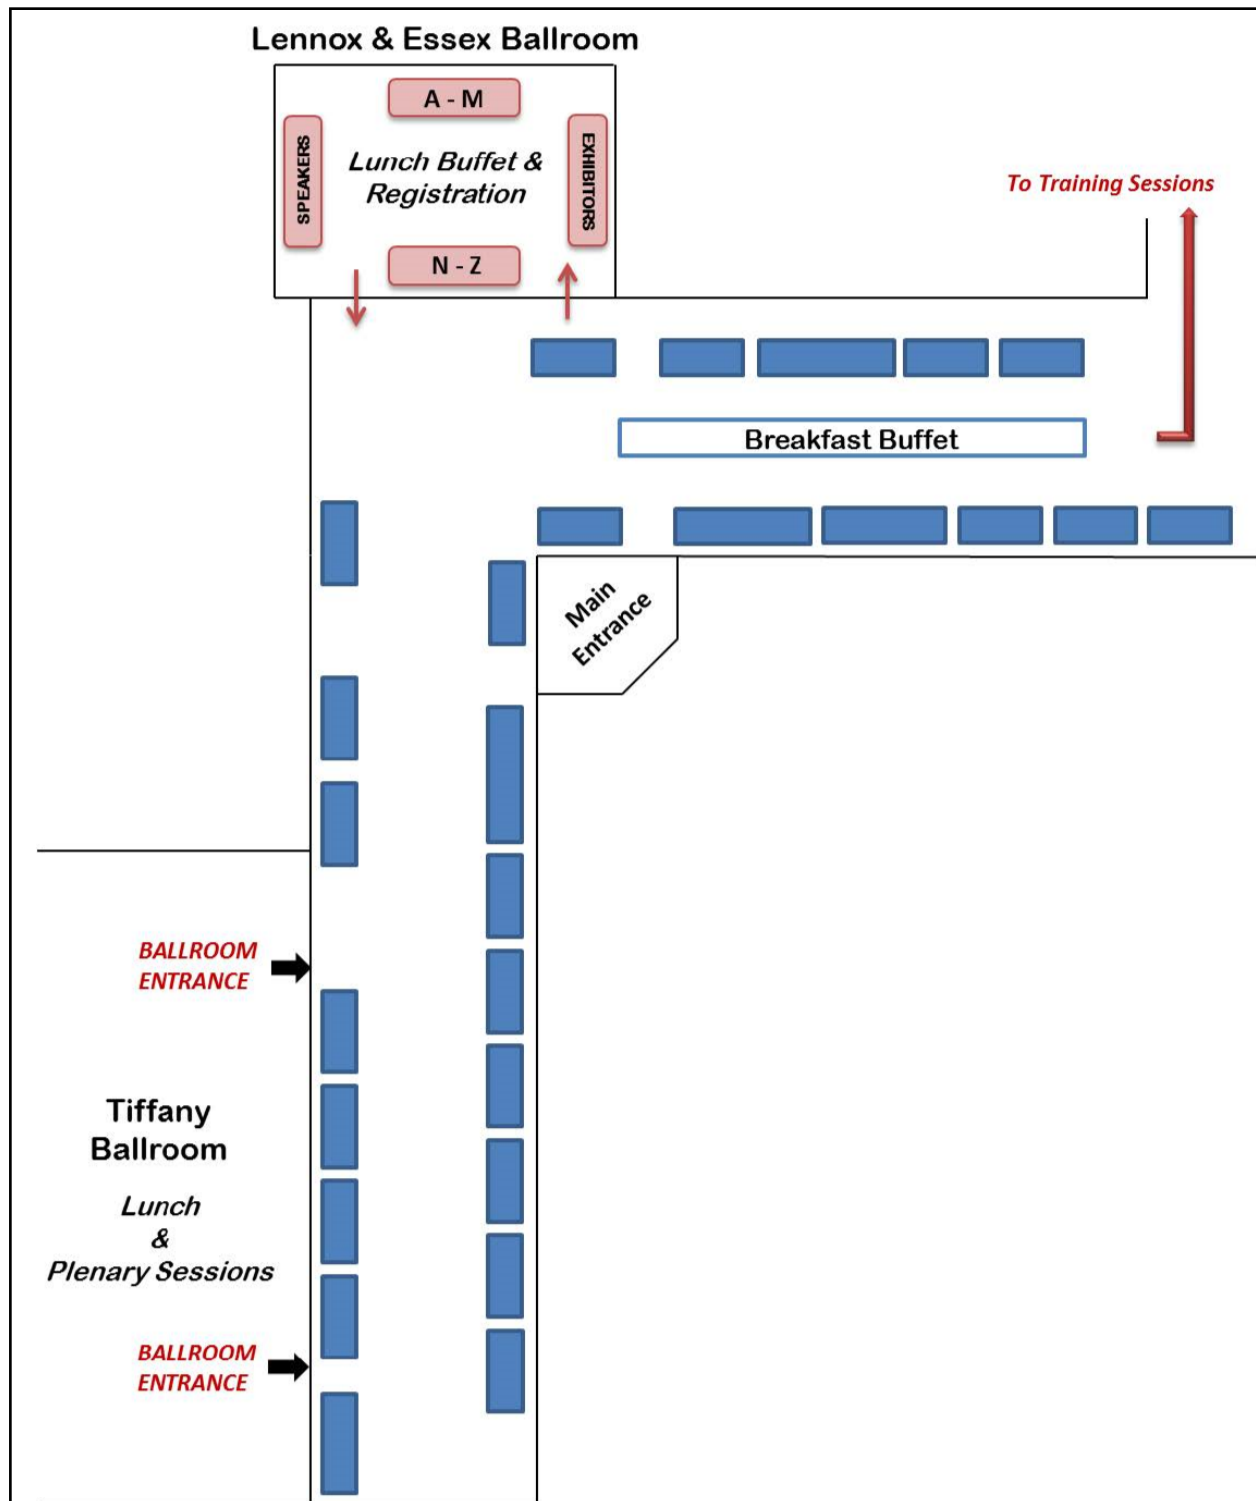 Lennox & Essex Ballroom
A - M
SPEAKERS
Lunch Buffet &
Registration
EXHIBITORS
N - Z
To Training Sessions
Breakfast Buffet
Main
Entrance
BALLROOM
ENTRANCE
Tiffany
Ballroom
Lunch
&
Plenary Sessions
BALLROOM
ENTRANCE